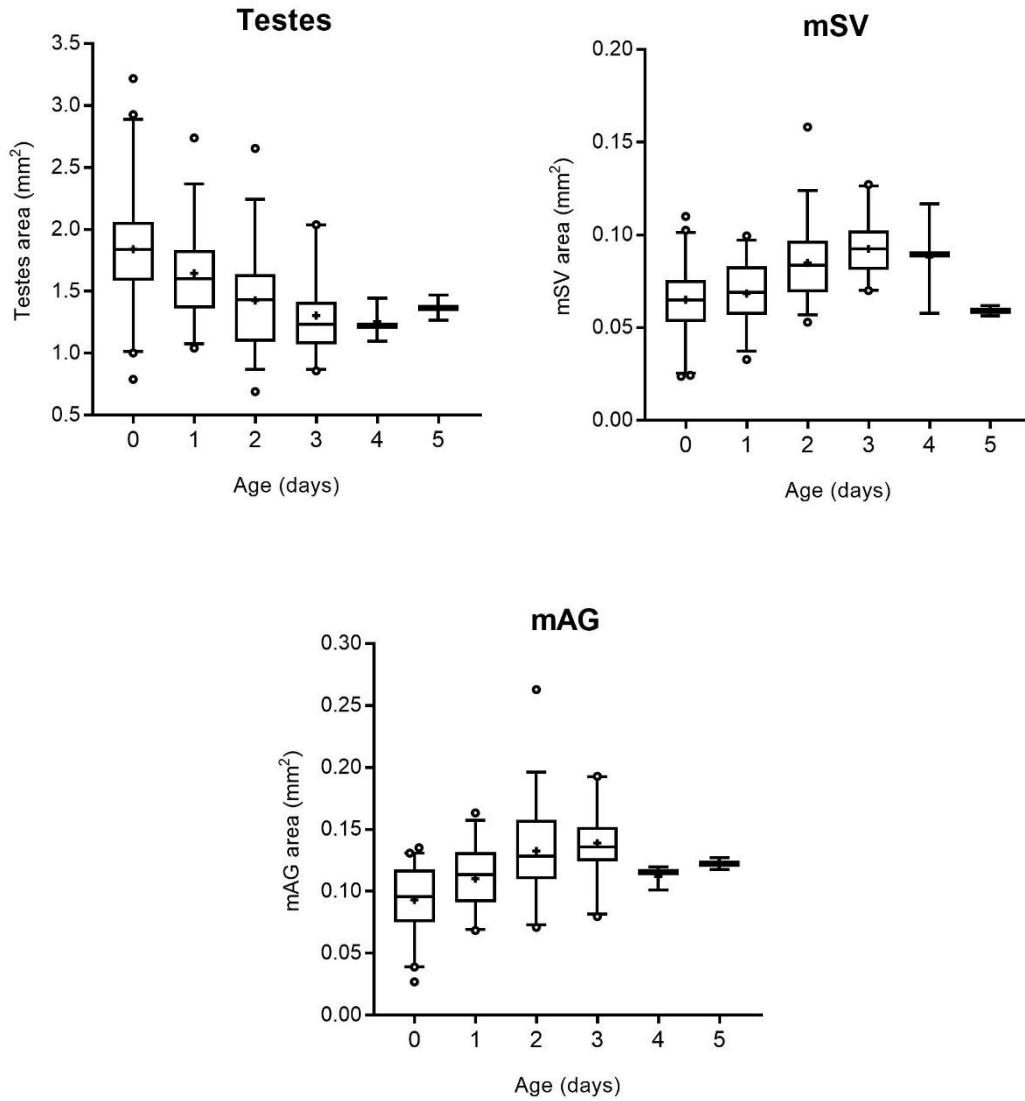 Testes
3.5
3.0
2.5
2.0
1.5
1.0
0.5
Testes area (mm²)
0 1 2 3 4 5
Age (days)
mSV
0.20
0.15
0.10
0.05
0.00
mSV area (mm²)
0 1 2 3 4 5
Age (days)
mAG
0.30
0.25
0.20
0.15
0.10
0.05
0.00
mAG area (mm²)
0 1 2 3 4 5
Age (days)